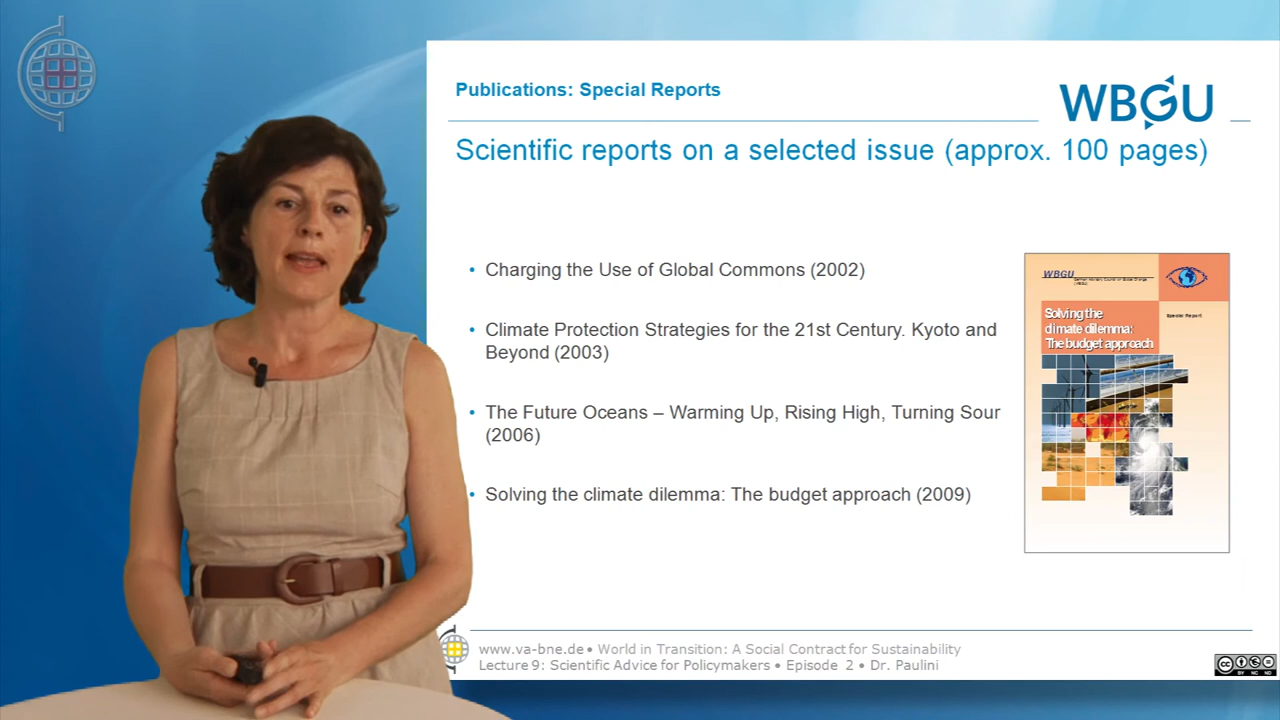 Publications: Special Reports
WBGU
Scientific reports on a selected issue (approx. 100 pages)
• Charging the Use of Global Commons (2002)
• Climate Protection Strategies for the 21st Century. Kyoto and
Beyond (2003)
• The Future Oceans – Warming Up, Rising High, Turning Sour
(2006)
• Solving the climate dilemma: The budget approach (2009)
WBGU
Special Report
Solving the
climate dilemma:
The budget approach
www.va-bne.de • World in Transition: A Social Contract for Sustainability
Lecture 9: Scientific Advice for Policymakers • Episode 2 • Dr. Paulini
CC
BY NC ND